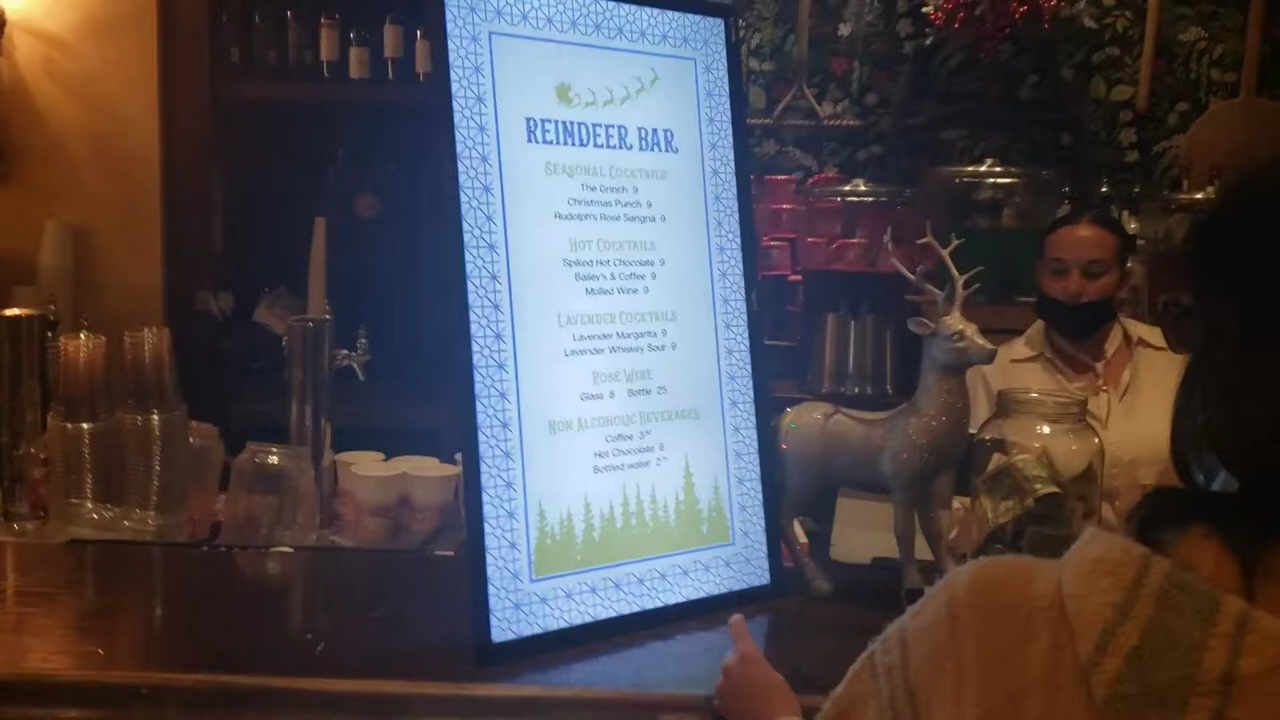 REINDEER BAR
SEASONAL COCKTAILS
The Grinch 9
Christmas Punch 9
Rudolph's Rosé Sangria 9
HOT COCKTAILS
Spiked Hot Chocolate 9
Bailey's & Coffee 9
Mulled Wine 9
LAVENDER COCKTAILS
Lavender Margarita 9
Lavender Whiskey Sour 9
ROSÉ WINE
Glass 8 Bottle 25
NON ALCOHOLIC BEVERAGES
Coffee 3
Hot Chocolate 6
Bottled water 2